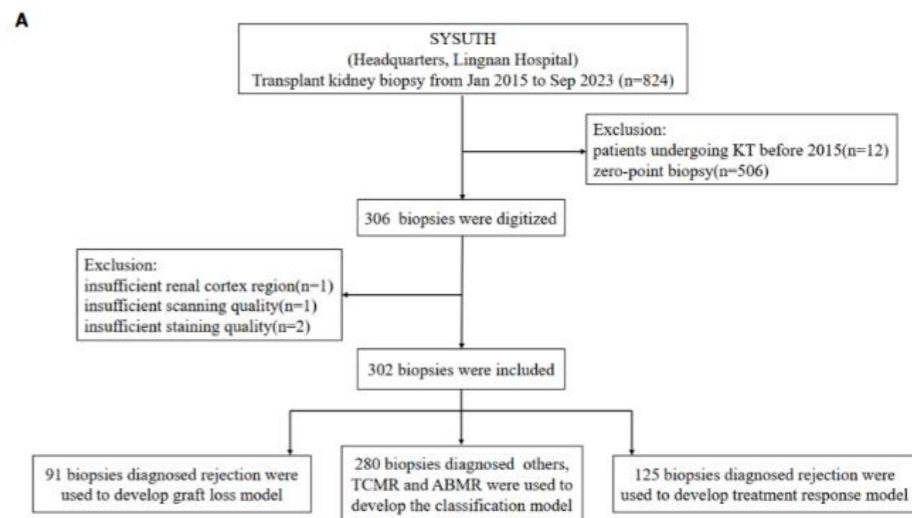 A
SYSUTH
(Headquarters, Lingnan Hospital)
Transplant kidney biopsy from Jan 2015 to Sep 2023 (n=824)
Exclusion:
patients undergoing KT before 2015(n=12)
zero-point biopsy(n=506)
306 biopsies were digitized
Exclusion:
insufficient renal cortex region(n=1)
insufficient scanning quality(n=1)
insufficient staining quality(n=2)
302 biopsies were included
91 biopsies diagnosed rejection were
used to develop graft loss model
280 biopsies diagnosed others,
TCMR and ABMR were used to
develop the classification model
125 biopsies diagnosed rejection were
used to develop treatment response model